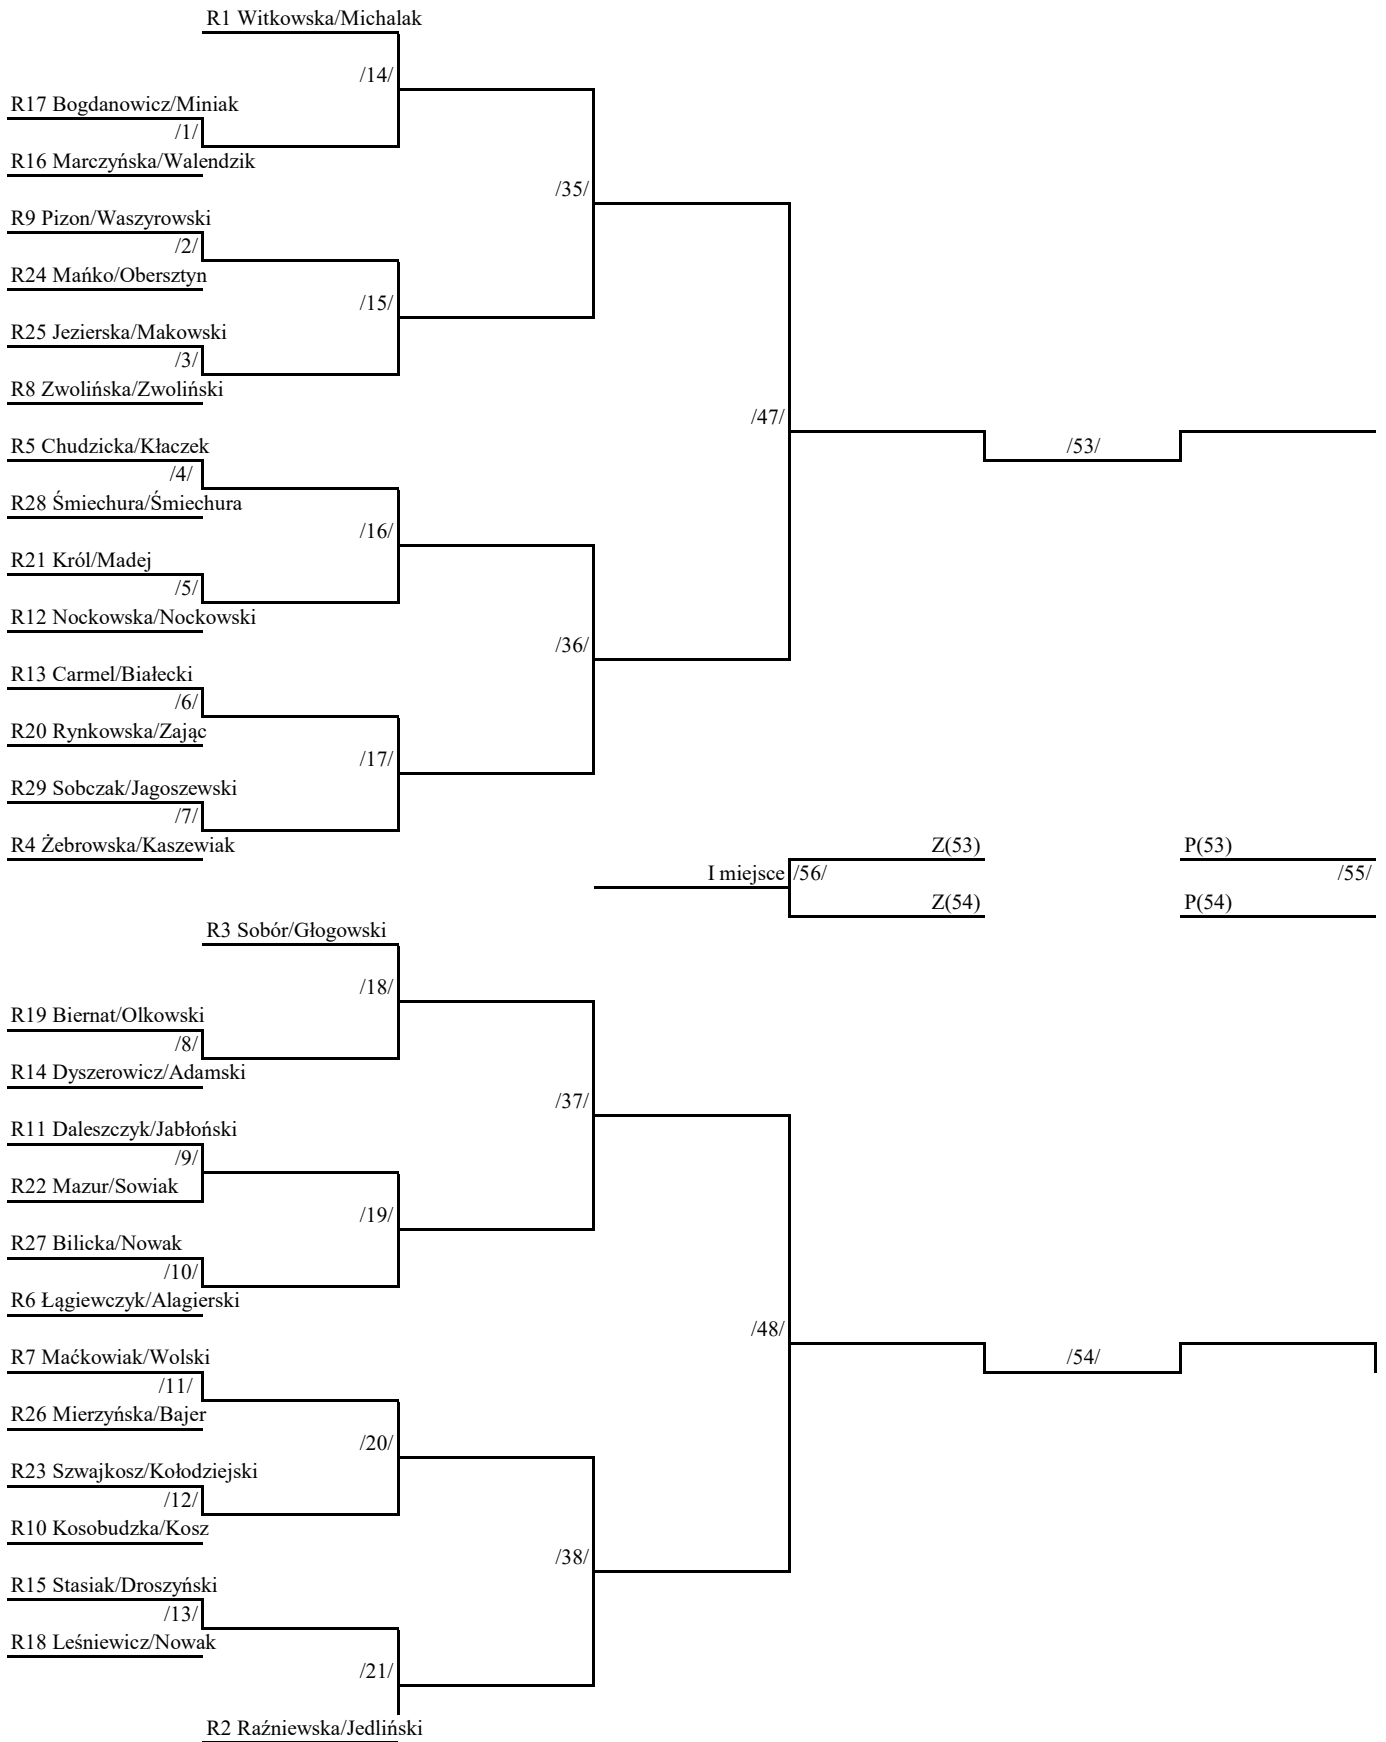 R1 Witkowska/Michalak
/14/
R17 Bogdanowicz/Miniak
/1/
R16 Marczyńska/Walendzik
/35/
R9 Pizon/Waszyrowski
/2/
R24 Mańko/Obersztyn
/15/
R25 Jezierska/Makowski
/3/
R8 Zwolińska/Zwoliński
/47/
R5 Chudzicka/Kłaczek
/53/
/4/
R28 Śmiechura/Śmiechura
/16/
R21 Król/Madej
/5/
R12 Nockowska/Nockowski
/36/
R13 Carmel/Białecki
/6/
R20 Rynkowska/Zając
/17/
R29 Sobczak/Jagoszewski
/7/
R4 Żebrowska/Kaszewiak
Z(53)
P(53)
I miejsce /56/
/55/
Z(54)
P(54)
R3 Sobór/Głogowski
/18/
R19 Biernat/Olkowski
/8/
R14 Dyszerowicz/Adamski
/37/
R11 Daleszczyk/Jabłoński
/9/
R22 Mazur/Sowiak
/19/
R27 Bilicka/Nowak
/10/
R6 Łągiewczyk/Alagierski
/48/
R7 Maćkowiak/Wolski
/54/
/11/
R26 Mierzyńska/Bajer
/20/
R23 Szwajkosz/Kołodziejski
/12/
R10 Kosobudzka/Kosz
/38/
R15 Stasiak/Droszyński
/13/
R18 Leśniewicz/Nowak
/21/
R2 Raźniewska/Jedliński